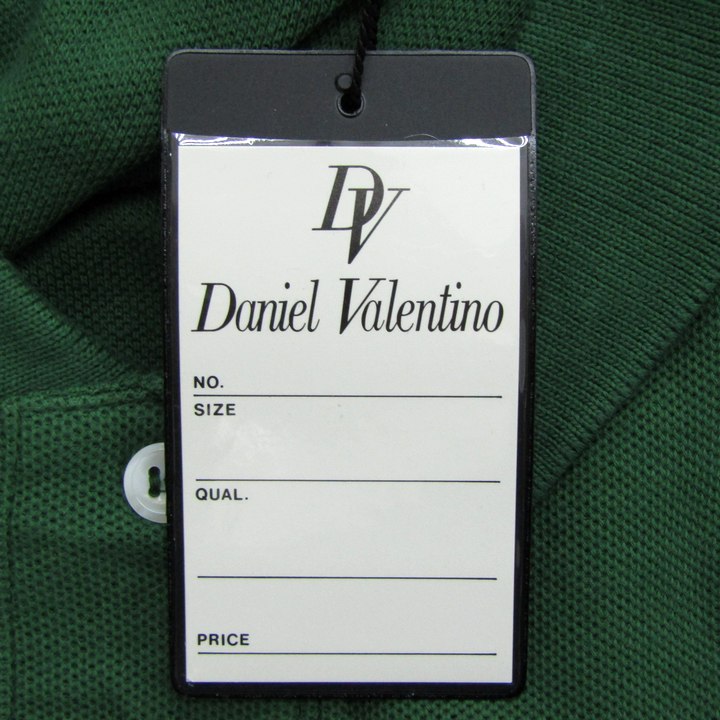 DV
Daniel Valentino
NO.
SIZE
QUAL.
PRICE